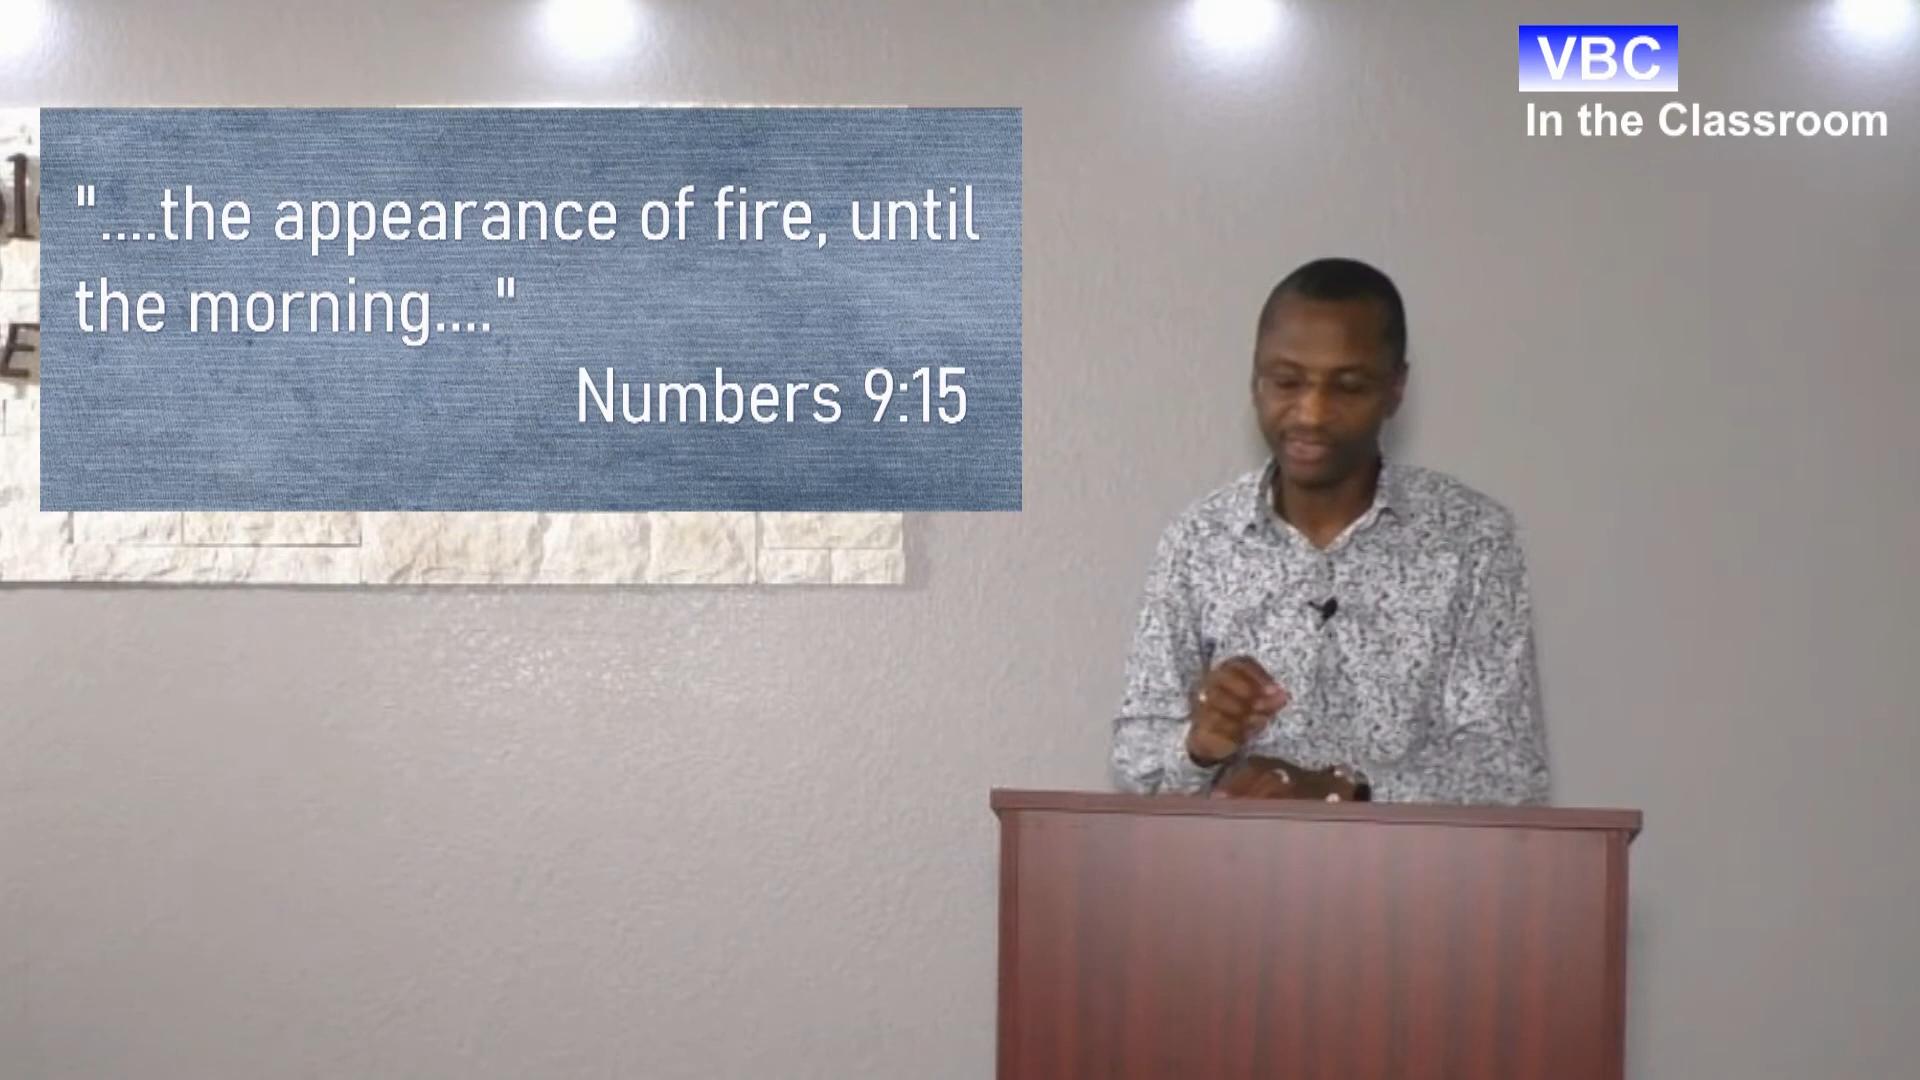 VBC
In the Classroom
"....the appearance of fire, until
the morning...."
Numbers 9:15